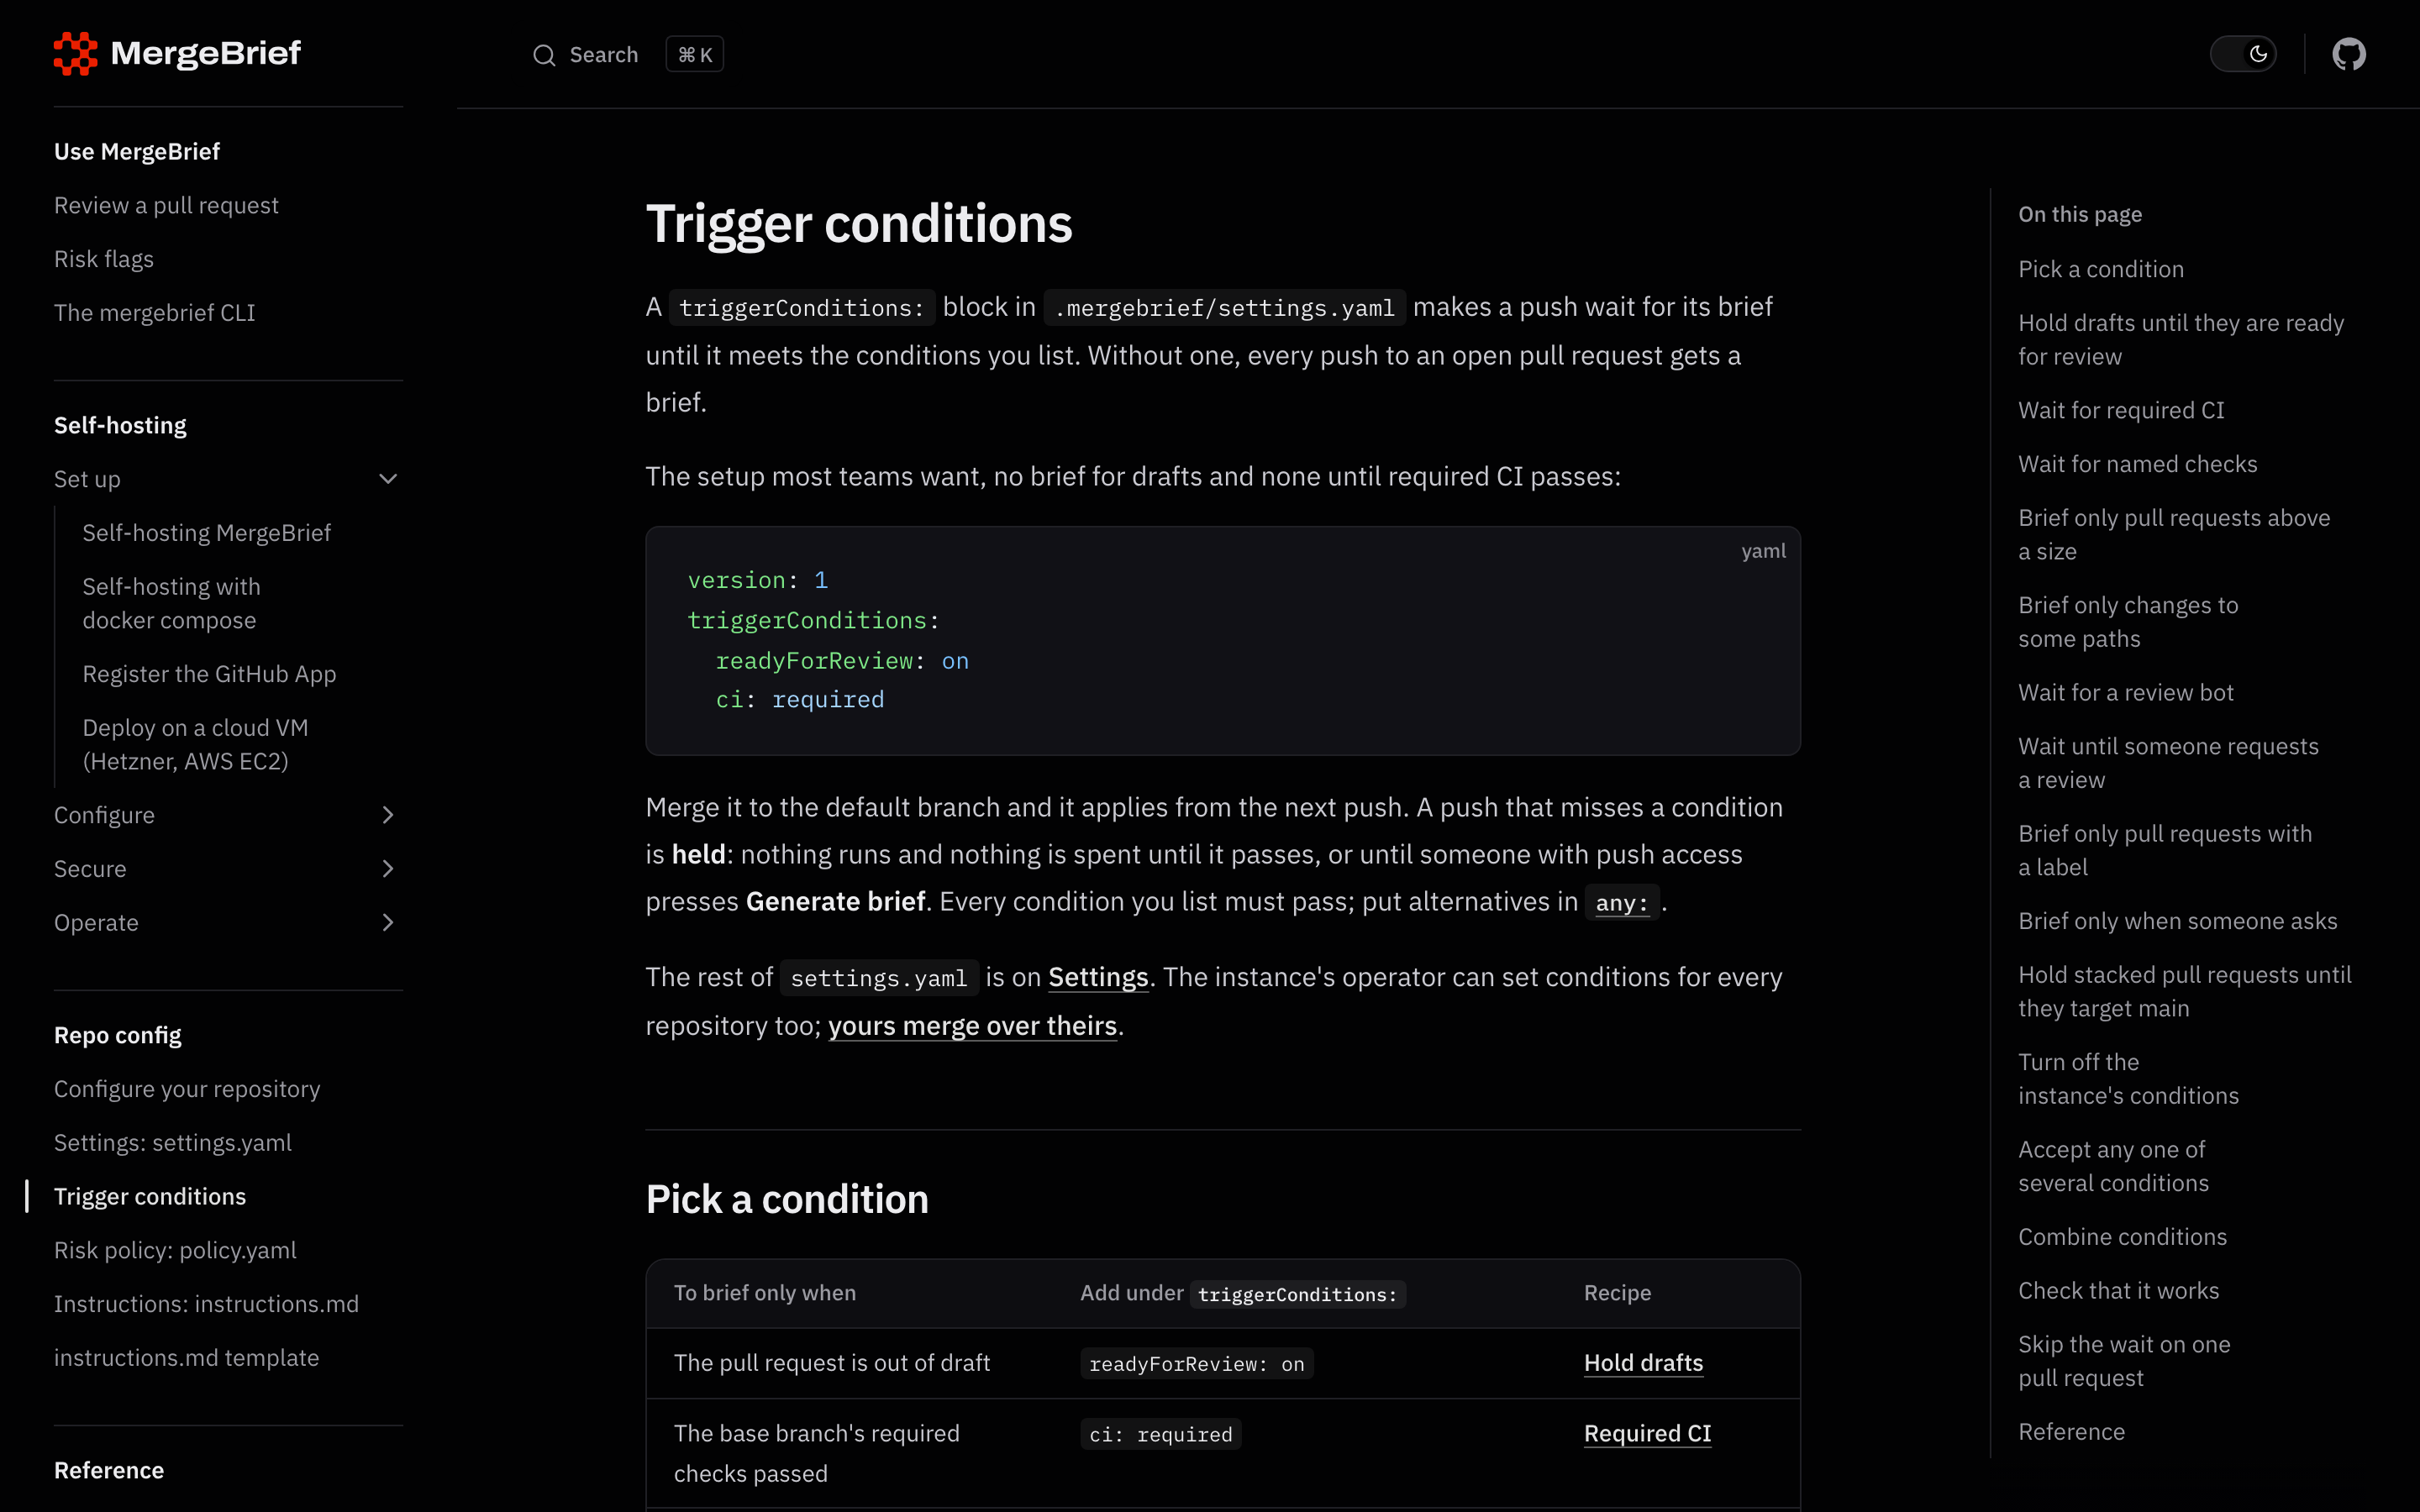 MergeBrief
Search
⌘ K
Use MergeBrief
Review a pull request
Risk flags
The mergebrief CLI
Self-hosting
Set up
Self-hosting MergeBrief
Self-hosting with
docker compose
Register the GitHub App
Deploy on a cloud VM
(Hetzner, AWS EC2)
Configure
Secure
Operate
Repo config
Configure your repository
Settings: settings.yaml
Trigger conditions
Risk policy: policy.yaml
Instructions: instructions.md
instructions.md template
Reference
Trigger conditions
A triggerConditions: block in .mergebrief/settings.yaml makes a push wait for its brief
until it meets the conditions you list. Without one, every push to an open pull request gets a
brief.
The setup most teams want, no brief for drafts and none until required CI passes:
yaml
version: 1
triggerConditions:
  readyForReview: on
  ci: required
Merge it to the default branch and it applies from the next push. A push that misses a condition
is held: nothing runs and nothing is spent until it passes, or until someone with push access
presses Generate brief. Every condition you list must pass; put alternatives in any: .
The rest of settings.yaml is on Settings. The instance's operator can set conditions for every
repository too; yours merge over theirs.
Pick a condition
To brief only when Add under triggerConditions: Recipe
The pull request is out of draft readyForReview: on Hold drafts
The base branch's required ci: required Required CI
checks passed
On this page
Pick a condition
Hold drafts until they are ready
for review
Wait for required CI
Wait for named checks
Brief only pull requests above
a size
Brief only changes to
some paths
Wait for a review bot
Wait until someone requests
a review
Brief only pull requests with
a label
Brief only when someone asks
Hold stacked pull requests until
they target main
Turn off the
instance's conditions
Accept any one of
several conditions
Combine conditions
Check that it works
Skip the wait on one
pull request
Reference